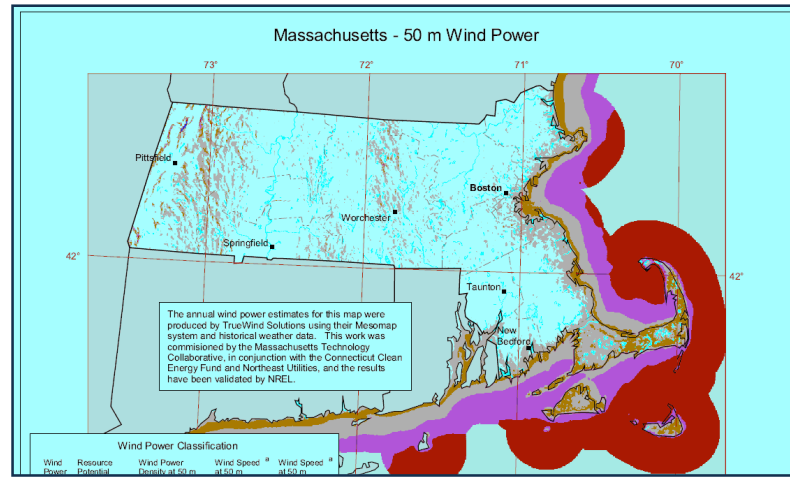 Massachusetts - 50 m Wind Power
73° 72° 71° 70°
Pittsfield
Boston
Worchester
Springfield
42° 42°
Taunton
New
Bedford
The annual wind power estimates for this map were
produced by TrueWind Solutions using their Mesomap
system and historical weather data. This work was
commisioned by the Massachusetts Technology
Collaborative, in conjunction with the Connecticut Clean
Energy Fund and Northeast Utilities, and the results
have been validated by NREL.
Wind Power Classification
Wind Resource Wind Power Wind Speed a Wind Speed a
Power Potential Density at 50 m at 50 m at 50 m